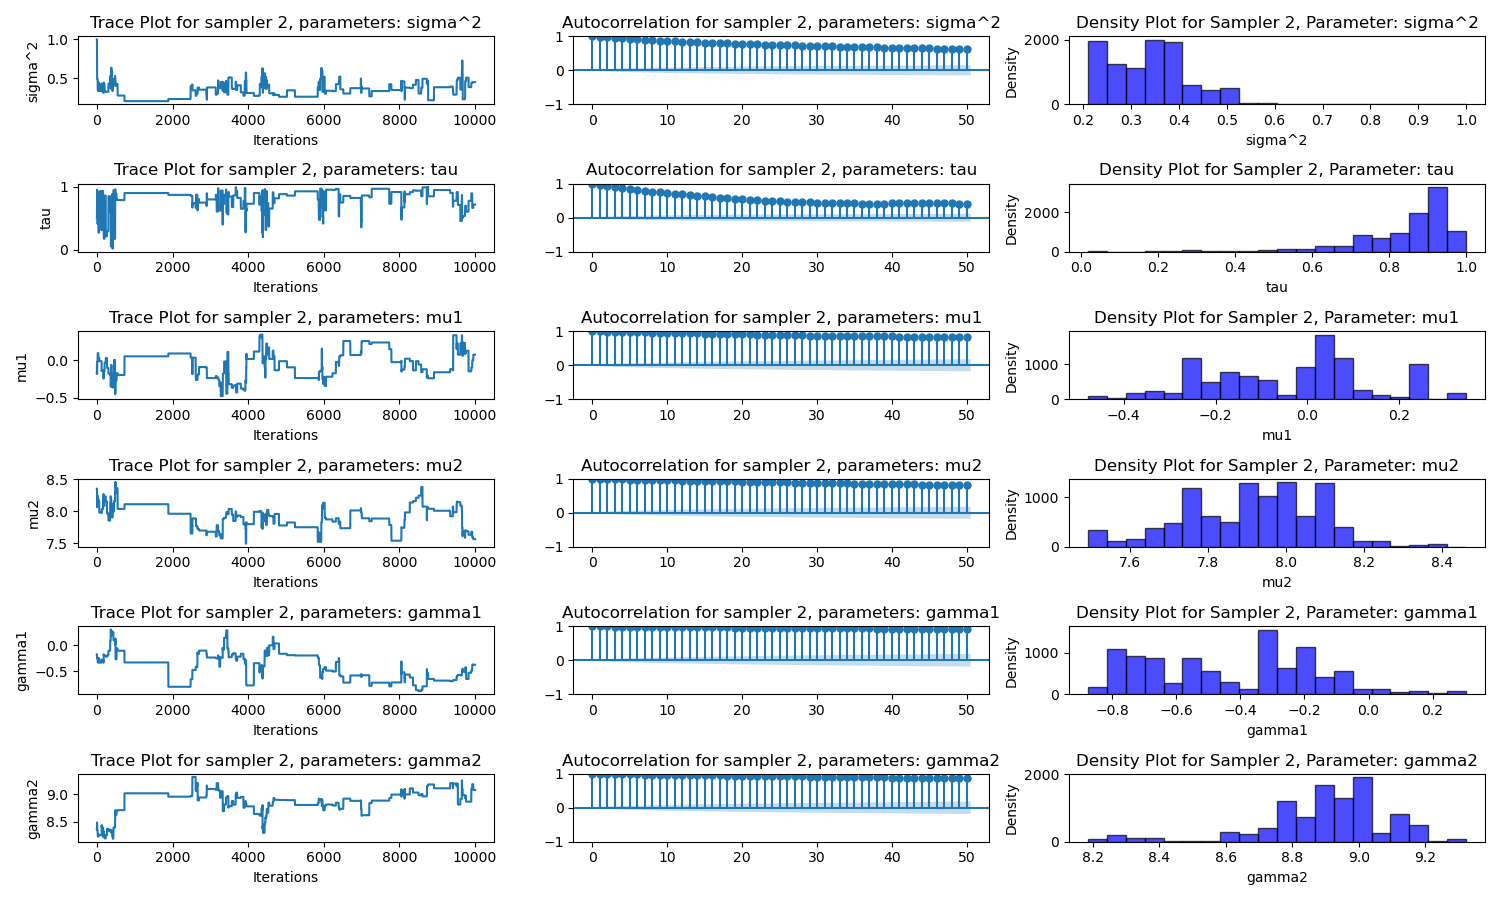 Trace Plot for sampler 2, parameters: sigma^2
Autocorrelation for sampler 2, parameters: sigma^2
Density Plot for Sampler 2, Parameter: sigma^2
sigma^2
1.0
0.5
0 2000 4000 6000 8000 10000
Iterations
1
0
−1
0 10 20 30 40 50
Density
2000
0
0.2 0.3 0.4 0.5 0.6 0.7 0.8 0.9 1.0
sigma^2
Trace Plot for sampler 2, parameters: tau
Autocorrelation for sampler 2, parameters: tau
Density Plot for Sampler 2, Parameter: tau
tau
1
0
0 2000 4000 6000 8000 10000
Iterations
1
0
−1
0 10 20 30 40 50
Density
2000
0
0.0 0.2 0.4 0.6 0.8 1.0
tau
Trace Plot for sampler 2, parameters: mu1
Autocorrelation for sampler 2, parameters: mu1
Density Plot for Sampler 2, Parameter: mu1
mu1
0.0
−0.5
0 2000 4000 6000 8000 10000
Iterations
1
0
−1
0 10 20 30 40 50
Density
1000
0
−0.4 −0.2 0.0 0.2
mu1
Trace Plot for sampler 2, parameters: mu2
Autocorrelation for sampler 2, parameters: mu2
Density Plot for Sampler 2, Parameter: mu2
mu2
8.5
8.0
7.5
0 2000 4000 6000 8000 10000
Iterations
1
0
−1
0 10 20 30 40 50
Density
1000
0
7.6 7.8 8.0 8.2 8.4
mu2
Trace Plot for sampler 2, parameters: gamma1
Autocorrelation for sampler 2, parameters: gamma1
Density Plot for Sampler 2, Parameter: gamma1
gamma1
0.0
−0.5
0 2000 4000 6000 8000 10000
Iterations
1
0
−1
0 10 20 30 40 50
Density
1000
0
−0.8 −0.6 −0.4 −0.2 0.0 0.2
gamma1
Trace Plot for sampler 2, parameters: gamma2
Autocorrelation for sampler 2, parameters: gamma2
Density Plot for Sampler 2, Parameter: gamma2
gamma2
9.0
8.5
0 2000 4000 6000 8000 10000
Iterations
1
0
−1
0 10 20 30 40 50
Density
2000
0
8.2 8.4 8.6 8.8 9.0 9.2
gamma2